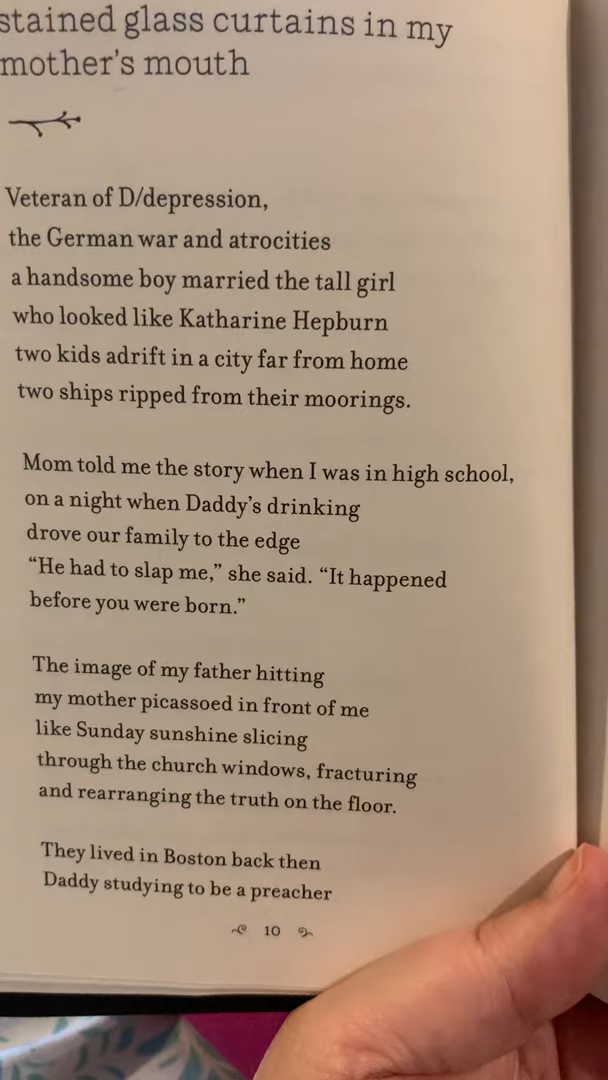 stained glass curtains in my
mother's mouth
Veteran of D/depression,
the German war and atrocities
a handsome boy married the tall girl
who looked like Katharine Hepburn
two kids adrift in a city far from home
two ships ripped from their moorings.
Mom told me the story when I was in high school,
on a night when Daddy's drinking
drove our family to the edge
“He had to slap me,” she said. “It happened
before you were born.”
The image of my father hitting
my mother picassoed in front of me
like Sunday sunshine slicing
through the church windows, fracturing
and rearranging the truth on the floor.
They lived in Boston back then
Daddy studying to be a preacher
10